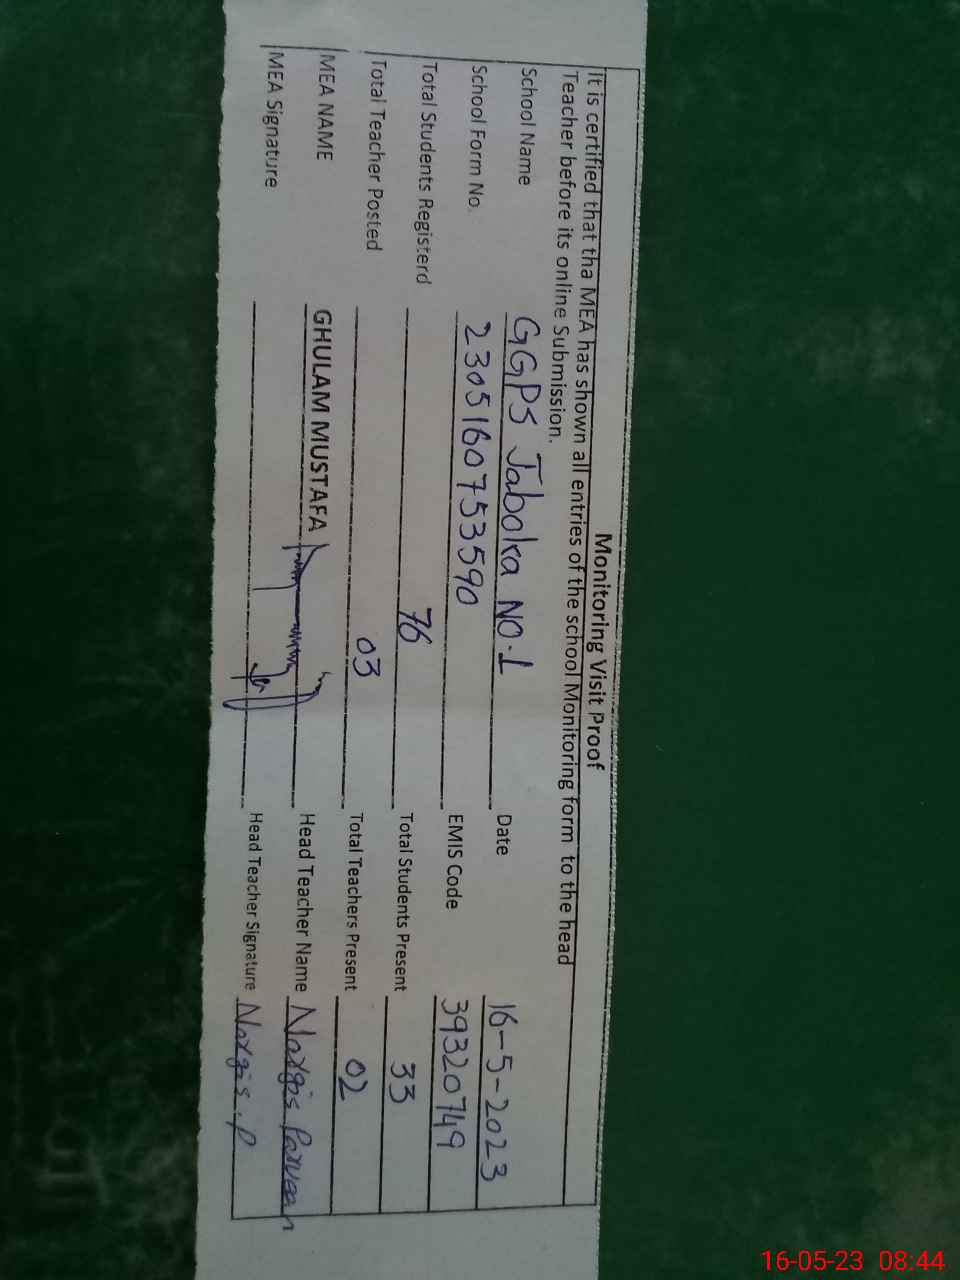 Monitoring Visit Proof
It is certified that tha MEA has shown all entries of the school Monitoring form to the head
Teacher before its online Submission.
School Name GGPS Jaboka NO.1 Date 16-5-2023
School Form No. 230516075３590 EMIS Code 39320749
Total Students Registerd 76 Total Students Present 33
Total Teacher Posted 03 Total Teachers Present 02
MEA NAME GHULAM MUSTAFA Head Teacher Name Nargis Parveen
MEA Signature Head Teacher Signature Nargis .P
16-05-23 08:44